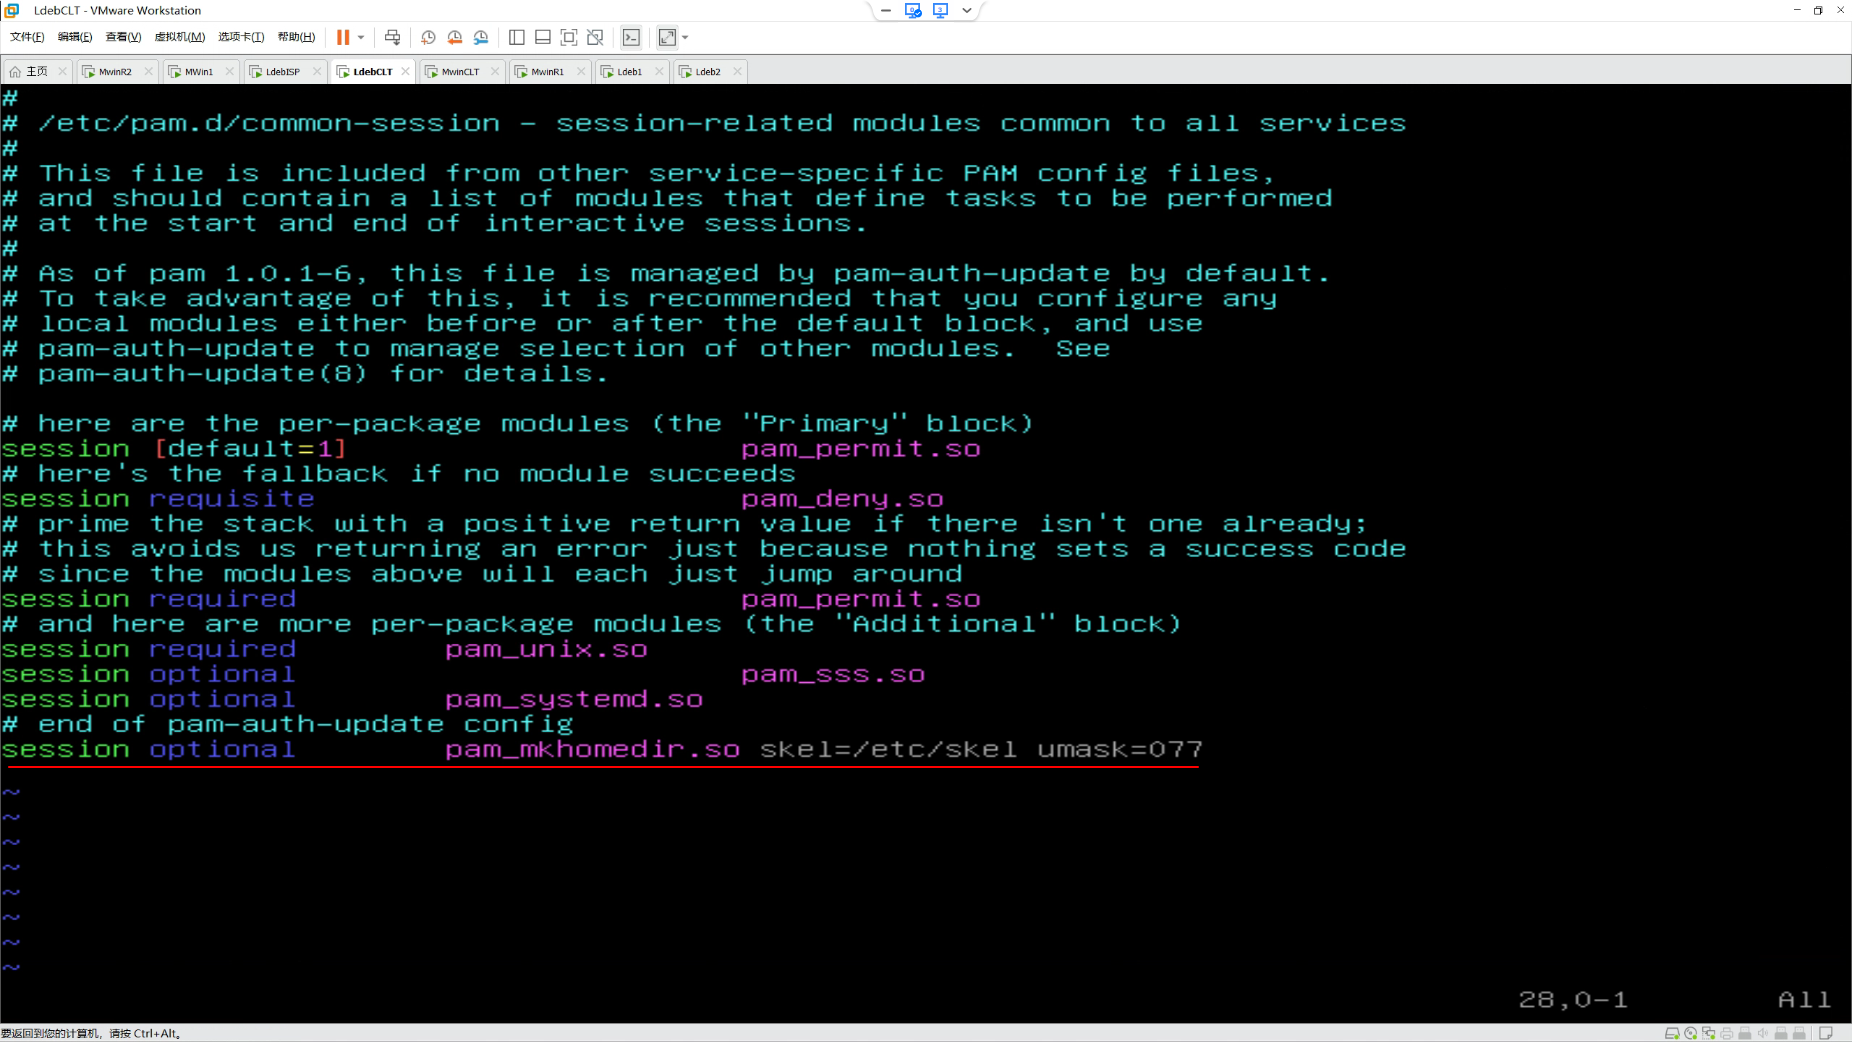 LdebCLT - VMware Workstation
文件(F) 编辑(E) 查看(V) 虚拟机(M) 选项卡(T) 帮助(H)
主页 MwinR2 MWin1 LdebISP LdebCLT MwinCLT MwinR1 Ldeb1 Ldeb2
#
# /etc/pam.d/common-session - session-related modules common to all services
#
# This file is included from other service-specific PAM config files,
# and should contain a list of modules that define tasks to be performed
# at the start and end of interactive sessions.
#
# As of pam 1.0.1-6, this file is managed by pam-auth-update by default.
# To take advantage of this, it is recommended that you configure any
# local modules either before or after the default block, and use
# pam-auth-update to manage selection of other modules.  See
# pam-auth-update(8) for details.
# here are the per-package modules (the "Primary" block)
session [default=1] pam_permit.so
# here's the fallback if no module succeeds
session requisite pam_deny.so
# prime the stack with a positive return value if there isn't one already;
# this avoids us returning an error just because nothing sets a success code
# since the modules above will each just jump around
session required pam_permit.so
# and here are more per-package modules (the "Additional" block)
session required pam_unix.so
session optional pam_sss.so
session optional pam_systemd.so
# end of pam-auth-update config
session optional pam_mkhomedir.so skel=/etc/skel umask=077
~
~
~
~
~
~
~
~
28,0-1 All
要返回到您的计算机，请按 Ctrl+Alt。